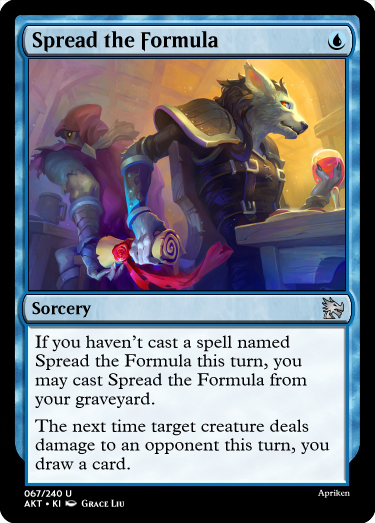 Spread the Formula
Sorcery
If you haven't cast a spell named
Spread the Formula this turn, you
may cast Spread the Formula from
your graveyard.
The next time target creature deals
damage to an opponent this turn, you
draw a card.
067/240 U
Apriken
AKT • KI Grace Liu